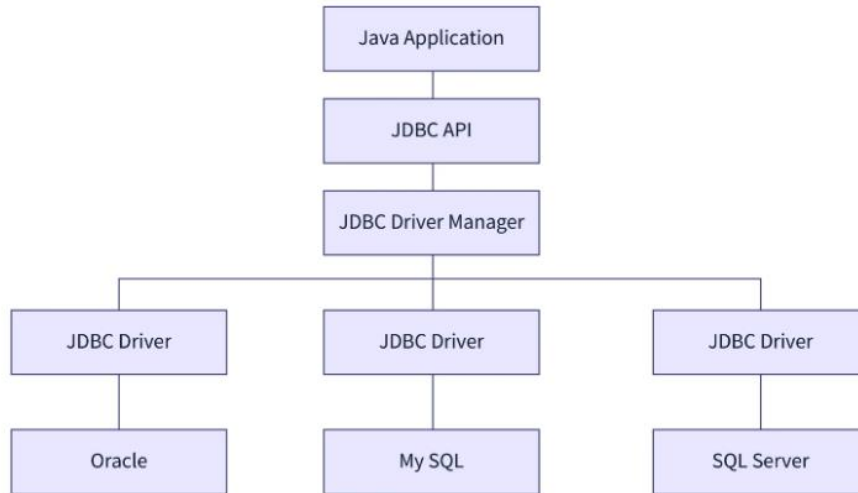 Java Application
JDBC API
JDBC Driver Manager
JDBC Driver
JDBC Driver
JDBC Driver
Oracle
My SQL
SQL Server